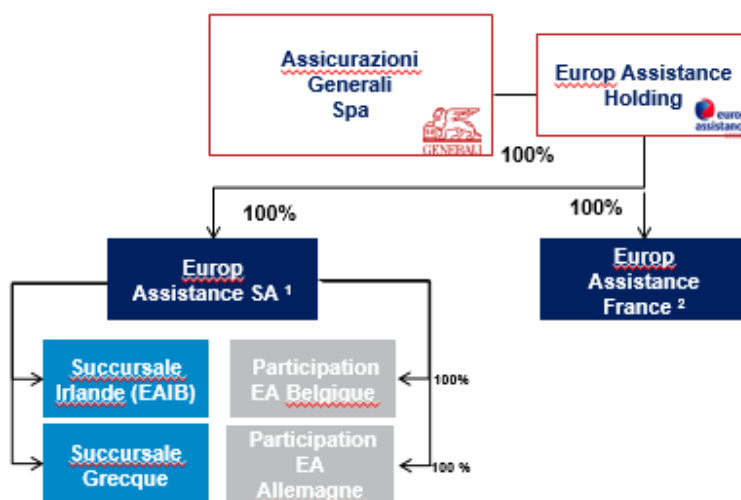 Assicurazioni
Generali
Spa
GENERALI
Europ Assistance
Holding
europ
assistance
100%
100%
100%
Europ
Assistance SA ¹
Europ
Assistance
France ²
Succursale
Irlande (EAIB)
Participation
EA Belgique
100%
Succursale
Grecque
Participation
EA
Allemagne
100 %